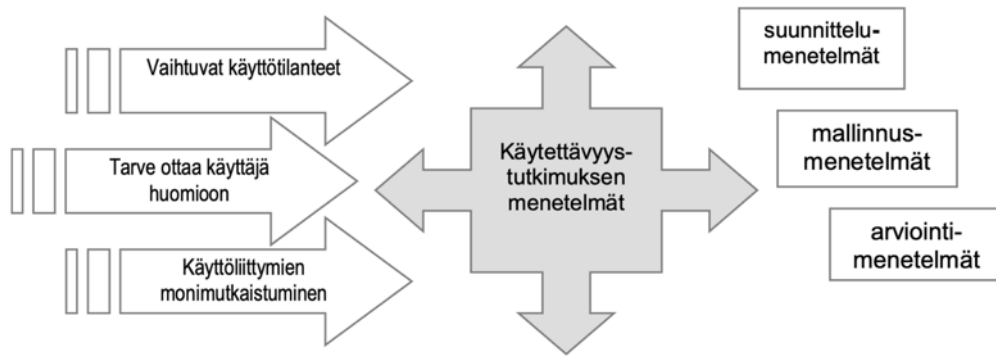 Vaihtuvat käyttötilanteet
Tarve ottaa käyttäjä
huomioon
Käyttöliittymien
monimutkaistuminen
Käytettävyys-
tutkimuksen
menetelmät
suunnittelu-
menetelmät
mallinnus-
menetelmät
arviointi-
menetelmät